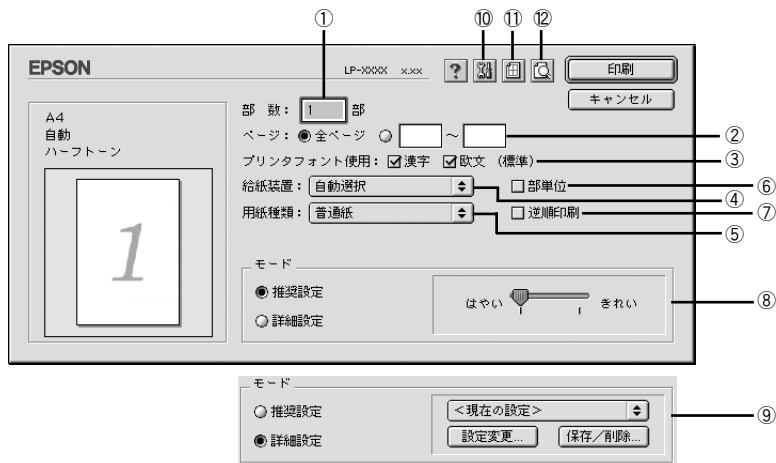 ① ⑩ ⑪ ⑫
EPSON LP-XXXX x.xx ? 印刷
キャンセル
A4
自動
ハーフトーン
1
部 数： 1 部
ページ： 全ページ ～ ②
プリンタフォント使用： 漢字 欧文 (標準) ③
給紙装置： 自動選択 部単位 ④ ⑥
用紙種類： 普通紙 逆順印刷 ⑤ ⑦
モード
推奨設定
詳細設定
はやい きれい ⑧
モード
推奨設定 <現在の設定> ⑨
詳細設定 設定変更... 保存／削除...